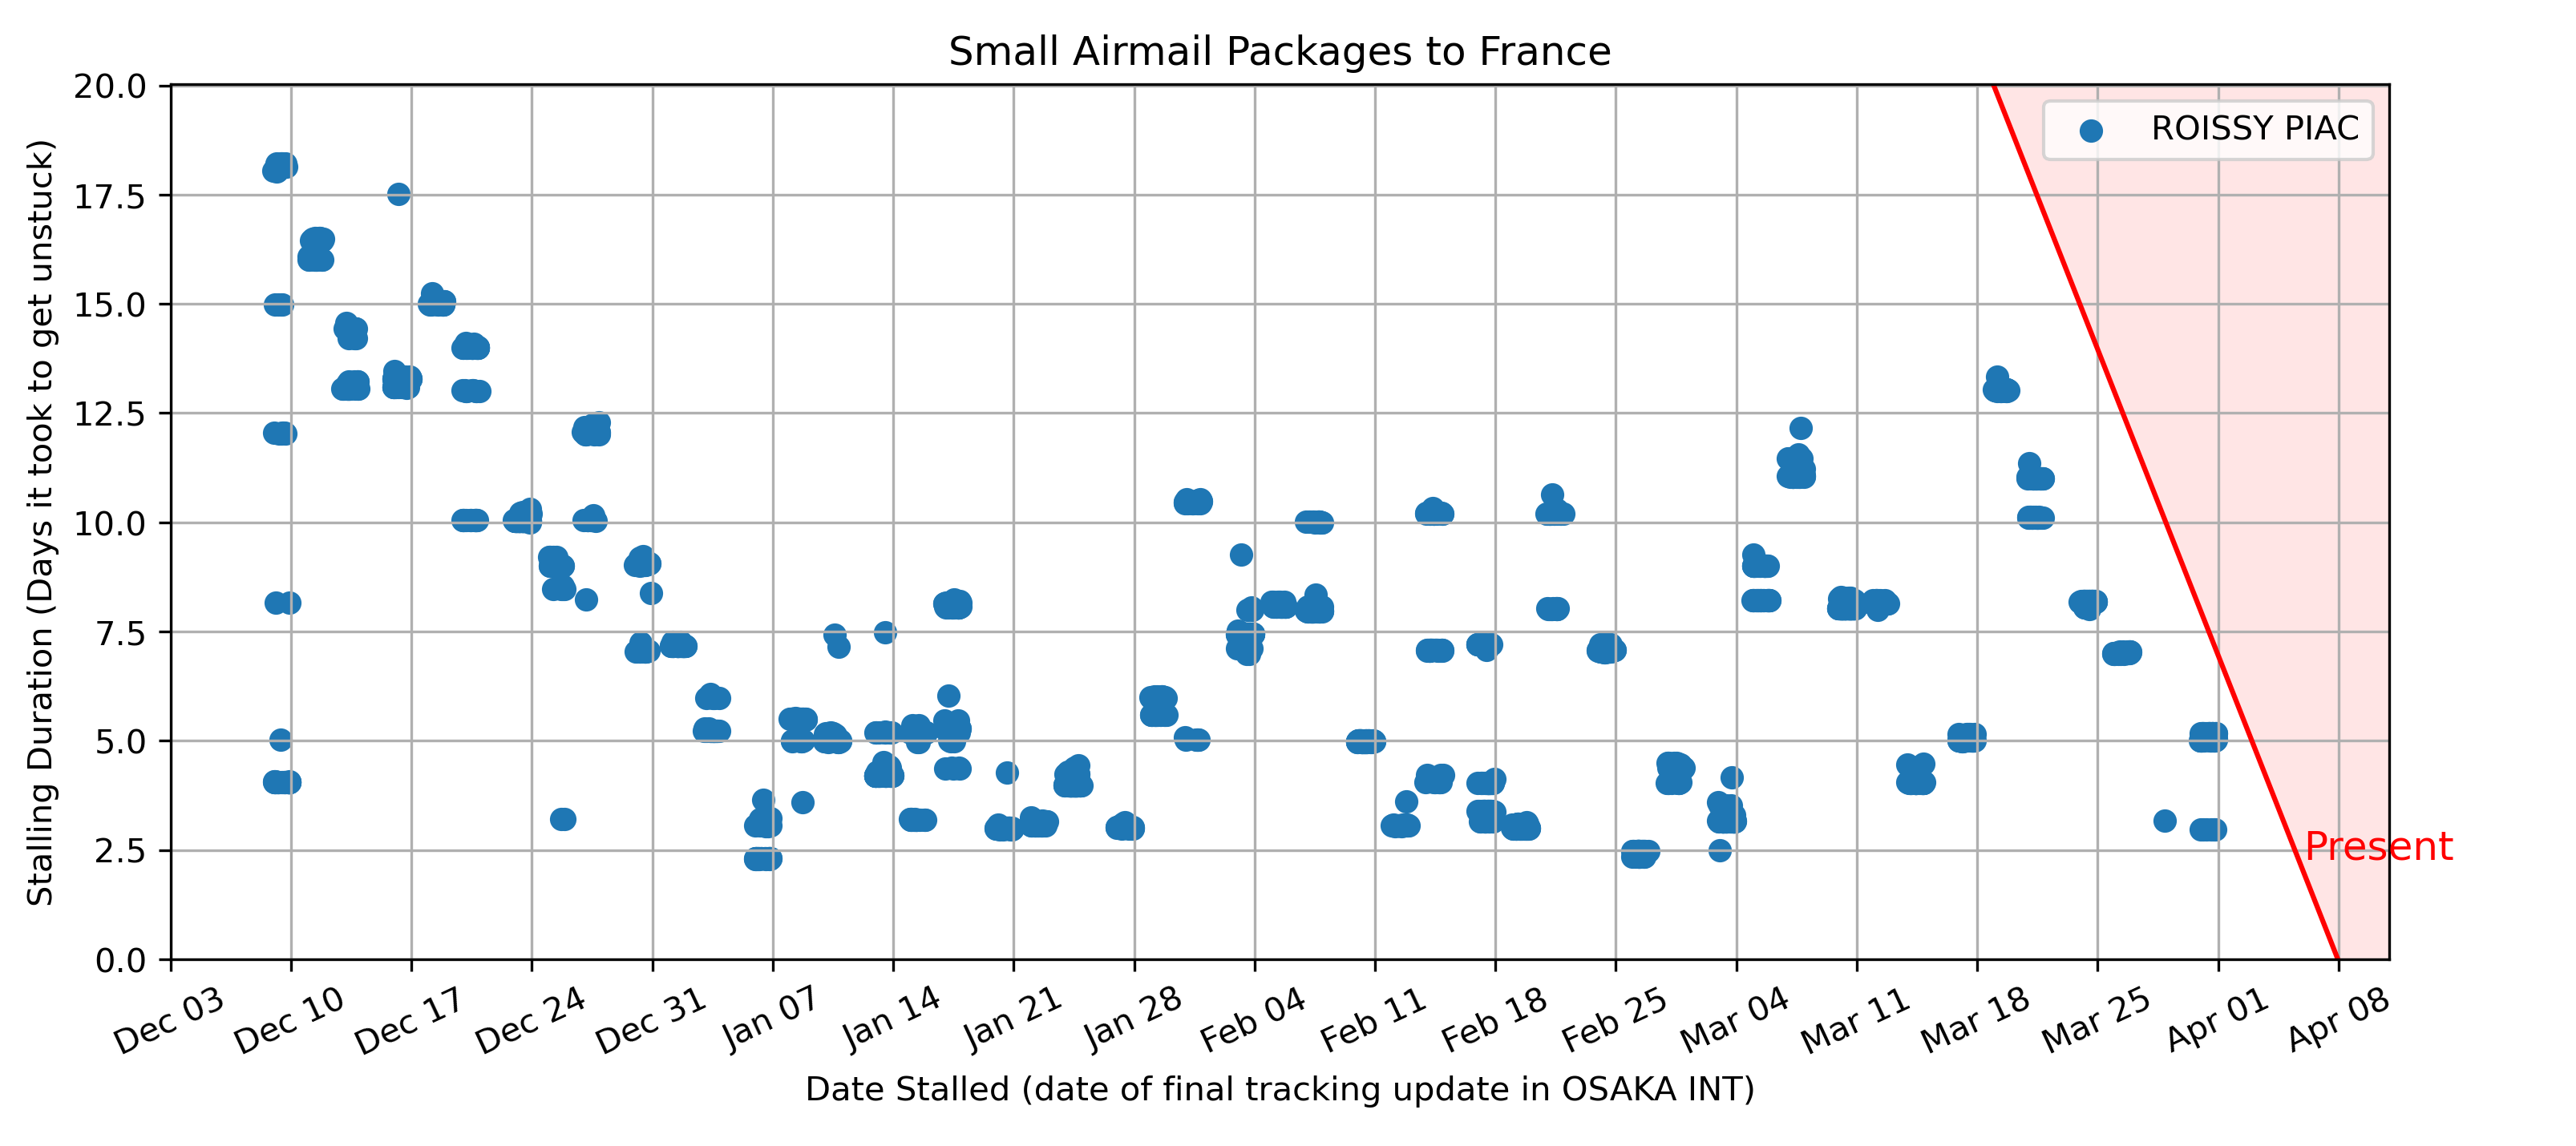 Small Airmail Packages to France
Stalling Duration (Days it took to get unstuck)
20.0
17.5
15.0
12.5
10.0
7.5
5.0
2.5
0.0
ROISSY PIAC
Present
Dec 03
Dec 10
Dec 17
Dec 24
Dec 31
Jan 07
Jan 14
Jan 21
Jan 28
Feb 04
Feb 11
Feb 18
Feb 25
Mar 04
Mar 11
Mar 18
Mar 25
Apr 01
Apr 08
Date Stalled (date of final tracking update in OSAKA INT)